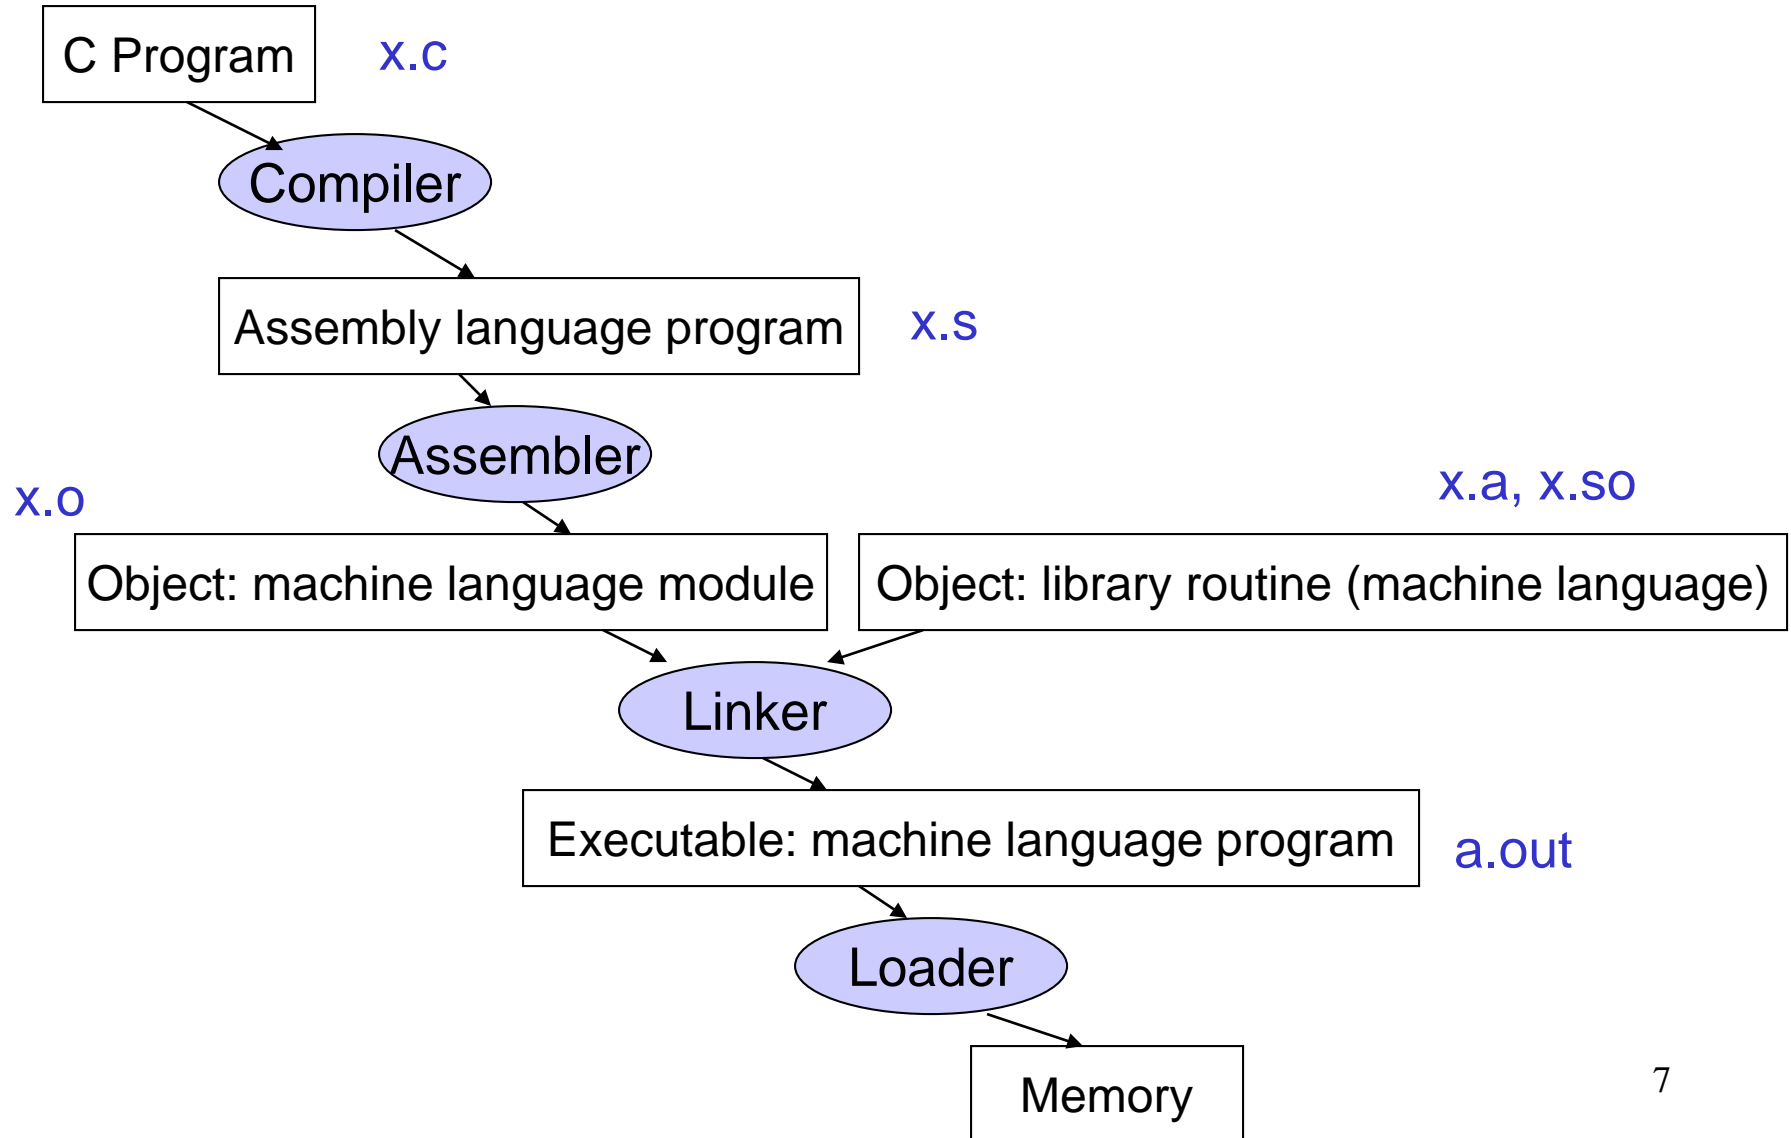 C Program
x.c
Compiler
Assembly language program
x.s
Assembler
x.o
x.a, x.so
Object: machine language module
Object: library routine (machine language)
Linker
Executable: machine language program
a.out
Loader
Memory
7